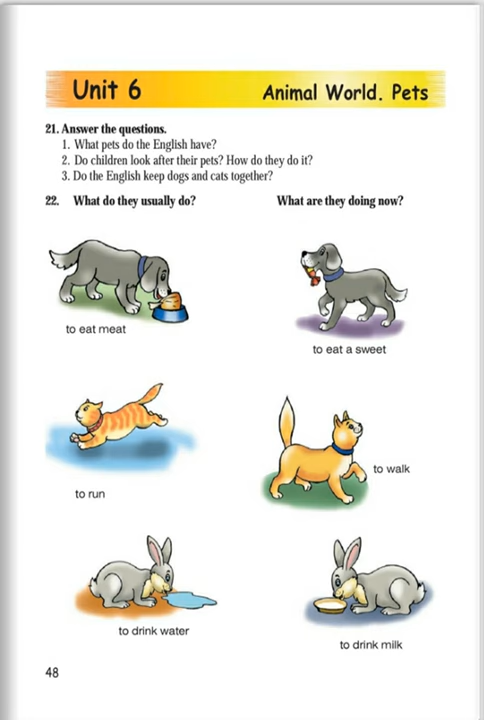 Unit 6
Animal World. Pets
21. Answer the questions.
1. What pets do the English have?
2. Do children look after their pets? How do they do it?
3. Do the English keep dogs and cats together?
22. What do they usually do? What are they doing now?
to eat meat
to eat a sweet
to run
to walk
to drink water
to drink milk
48